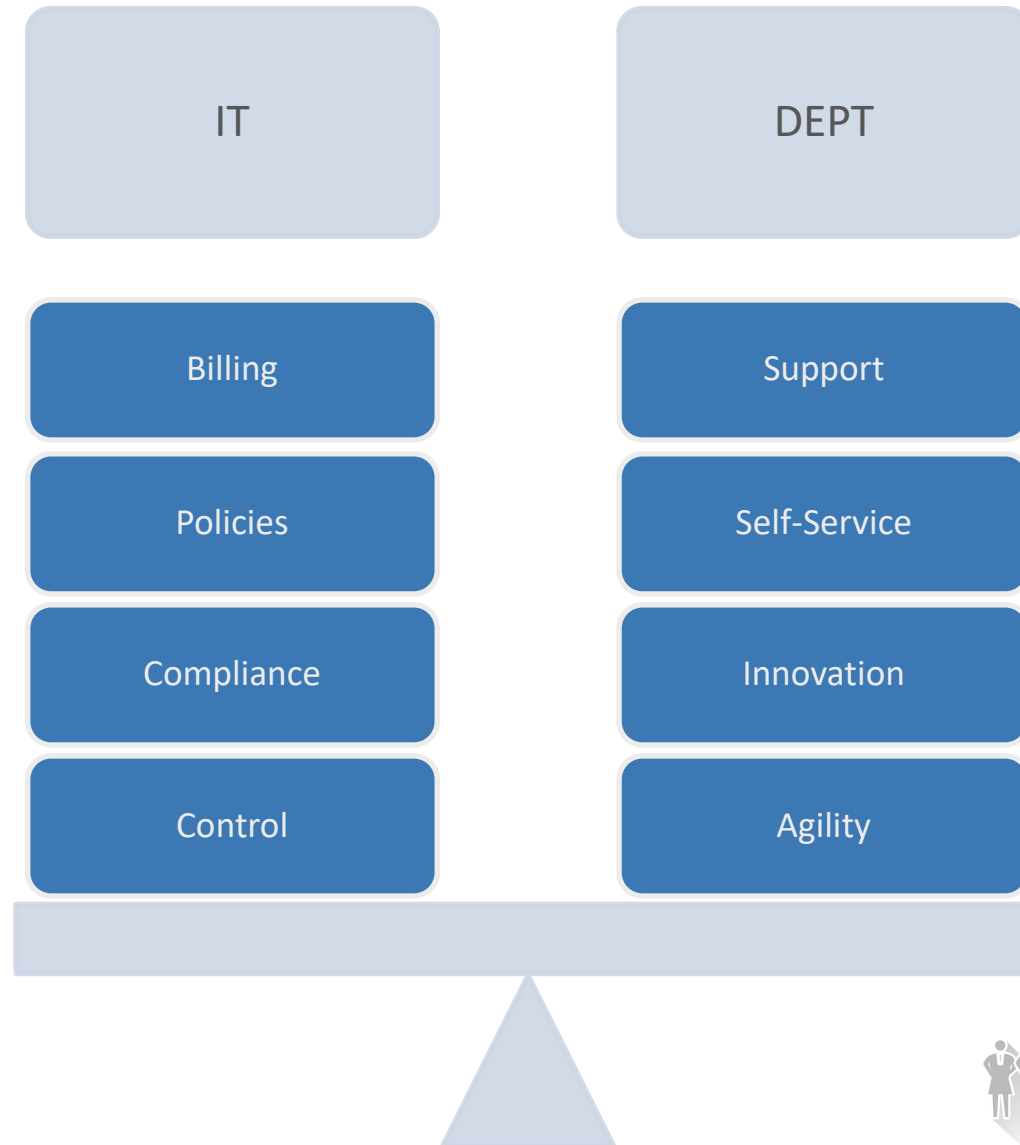 IT
DEPT
Billing
Support
Policies
Self-Service
Compliance
Innovation
Control
Agility